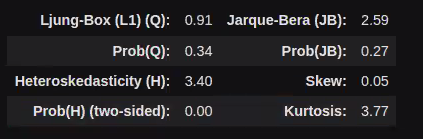 Ljung-Box (L1) (Q): 0.91 Jarque-Bera (JB): 2.59
Prob(Q): 0.34 Prob(JB): 0.27
Heteroskedasticity (H): 3.40 Skew: 0.05
Prob(H) (two-sided): 0.00 Kurtosis: 3.77